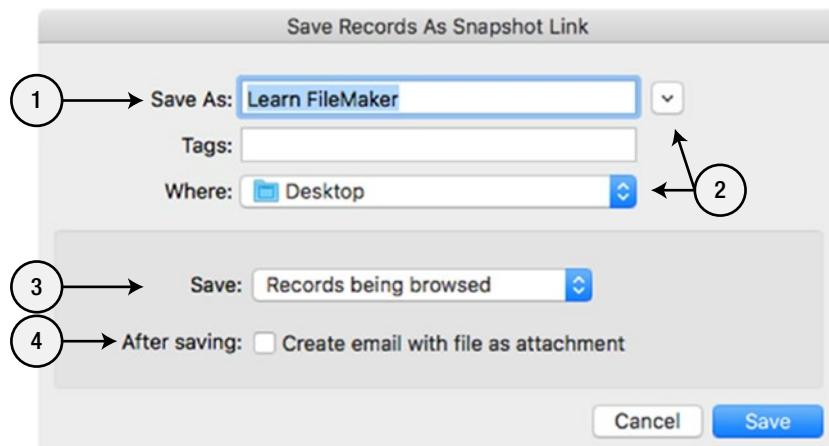 Save Records As Snapshot Link
1 Save As: Learn FileMaker
Tags:
Where: Desktop 2
3 Save: Records being browsed
4 After saving: Create email with file as attachment
Cancel Save